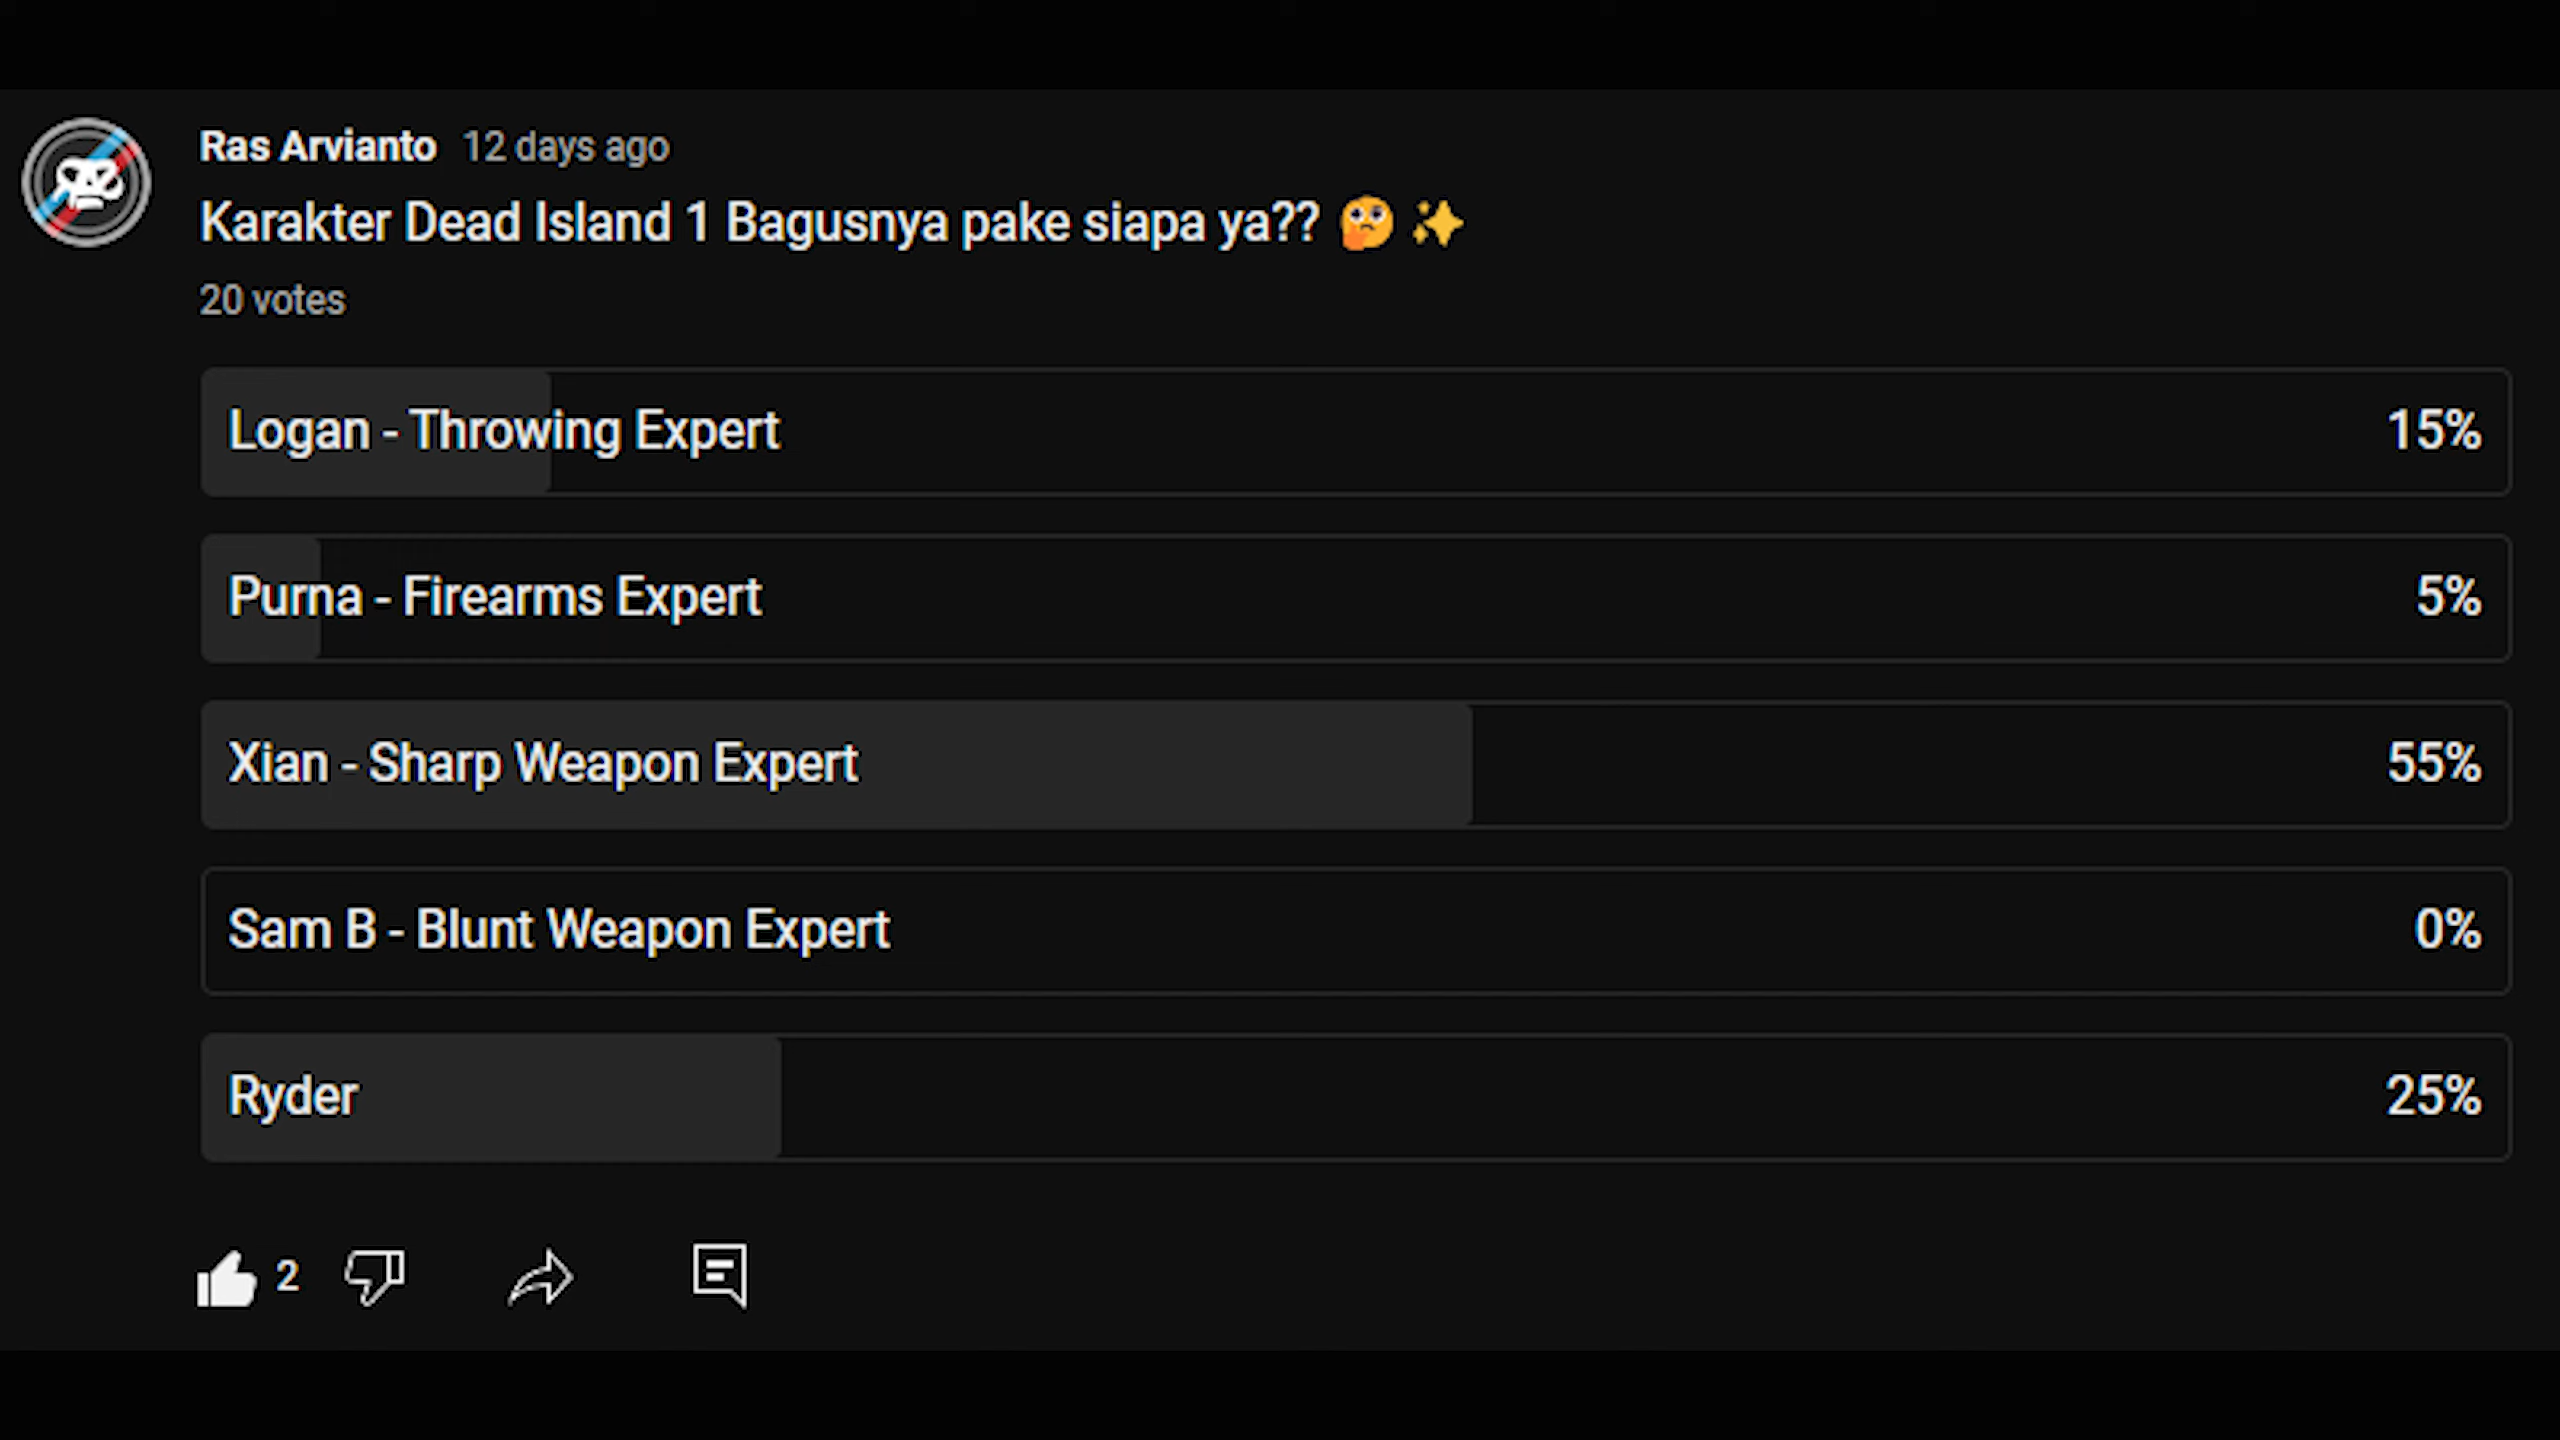 Ras Arvianto 12 days ago
Karakter Dead Island 1 Bagusnya pake siapa ya?? 🤔 ✨
20 votes
Logan - Throwing Expert 15%
Purna - Firearms Expert 5%
Xian - Sharp Weapon Expert 55%
Sam B - Blunt Weapon Expert 0%
Ryder 25%
2